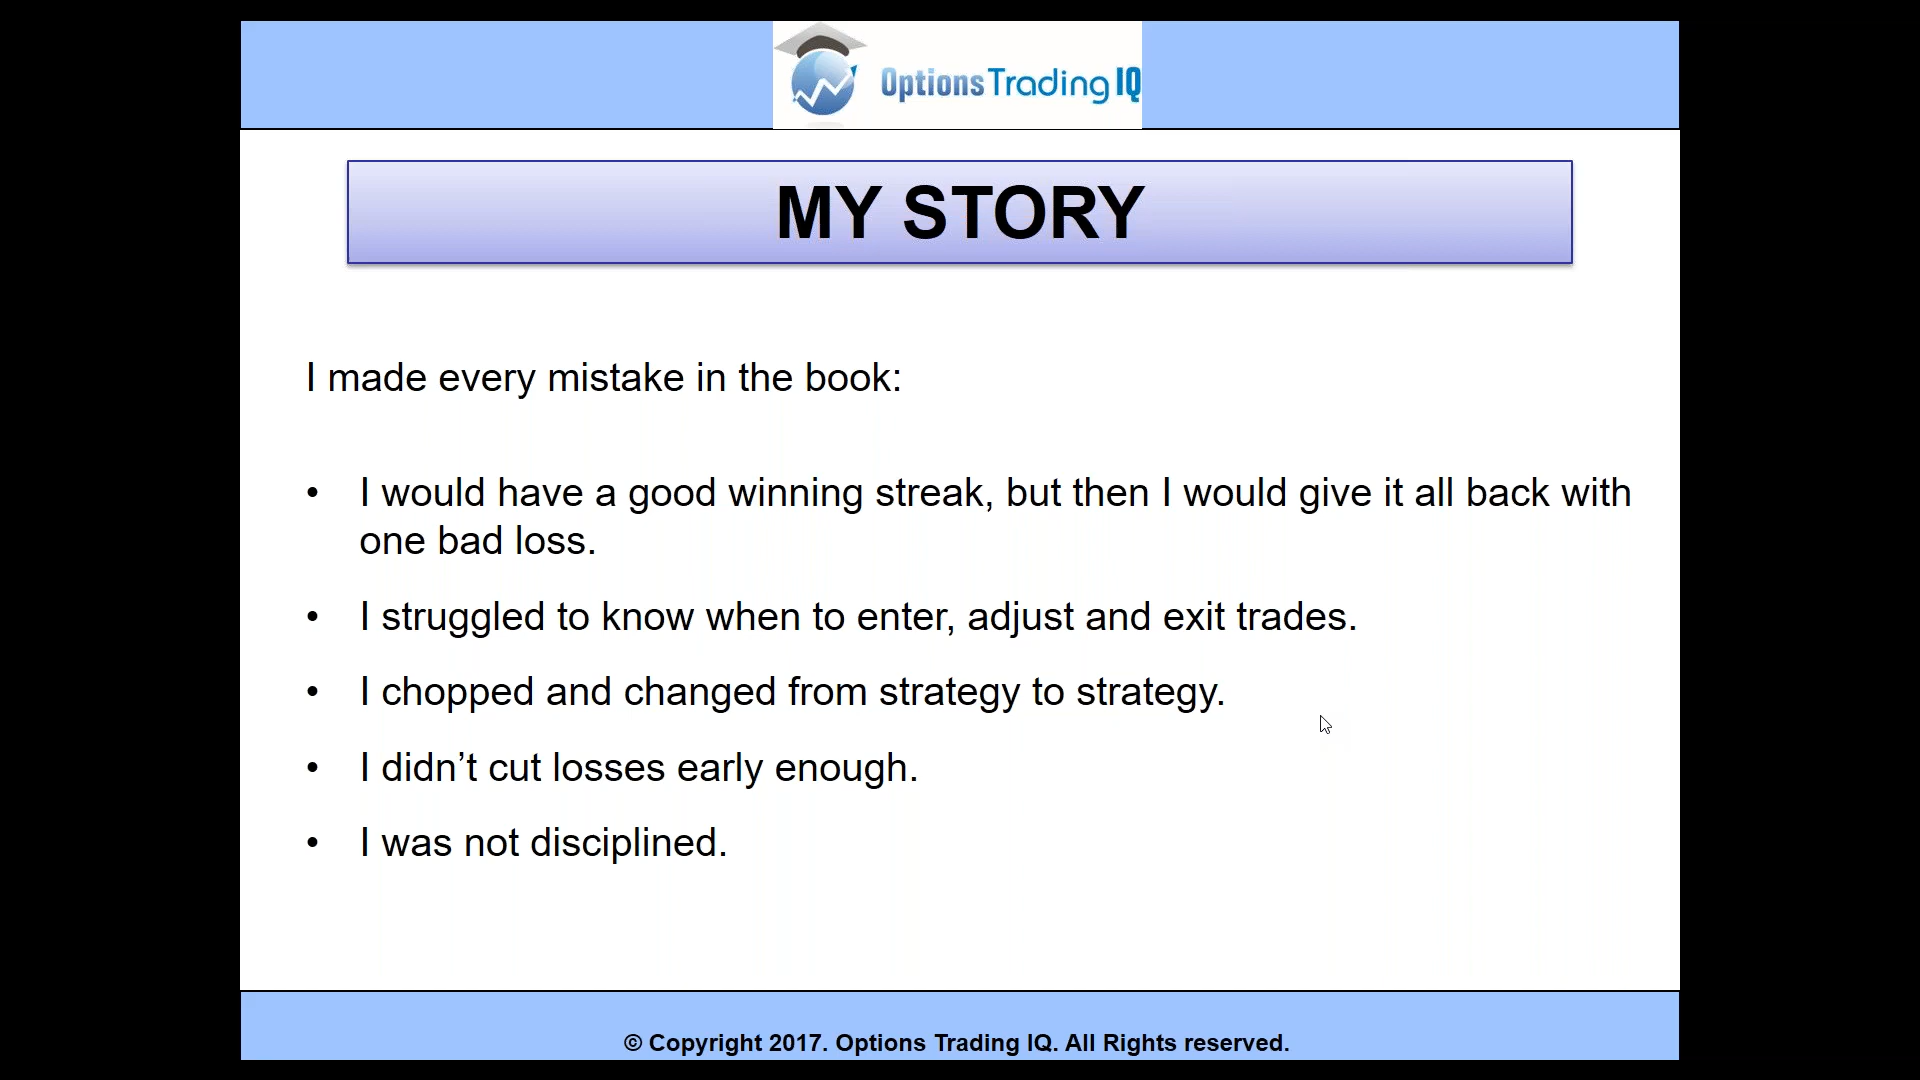 Options Trading IQ
MY STORY
I made every mistake in the book:
• I would have a good winning streak, but then I would give it all back with
one bad loss.
• I struggled to know when to enter, adjust and exit trades.
• I chopped and changed from strategy to strategy.
• I didn’t cut losses early enough.
• I was not disciplined.
© Copyright 2017. Options Trading IQ. All Rights reserved.